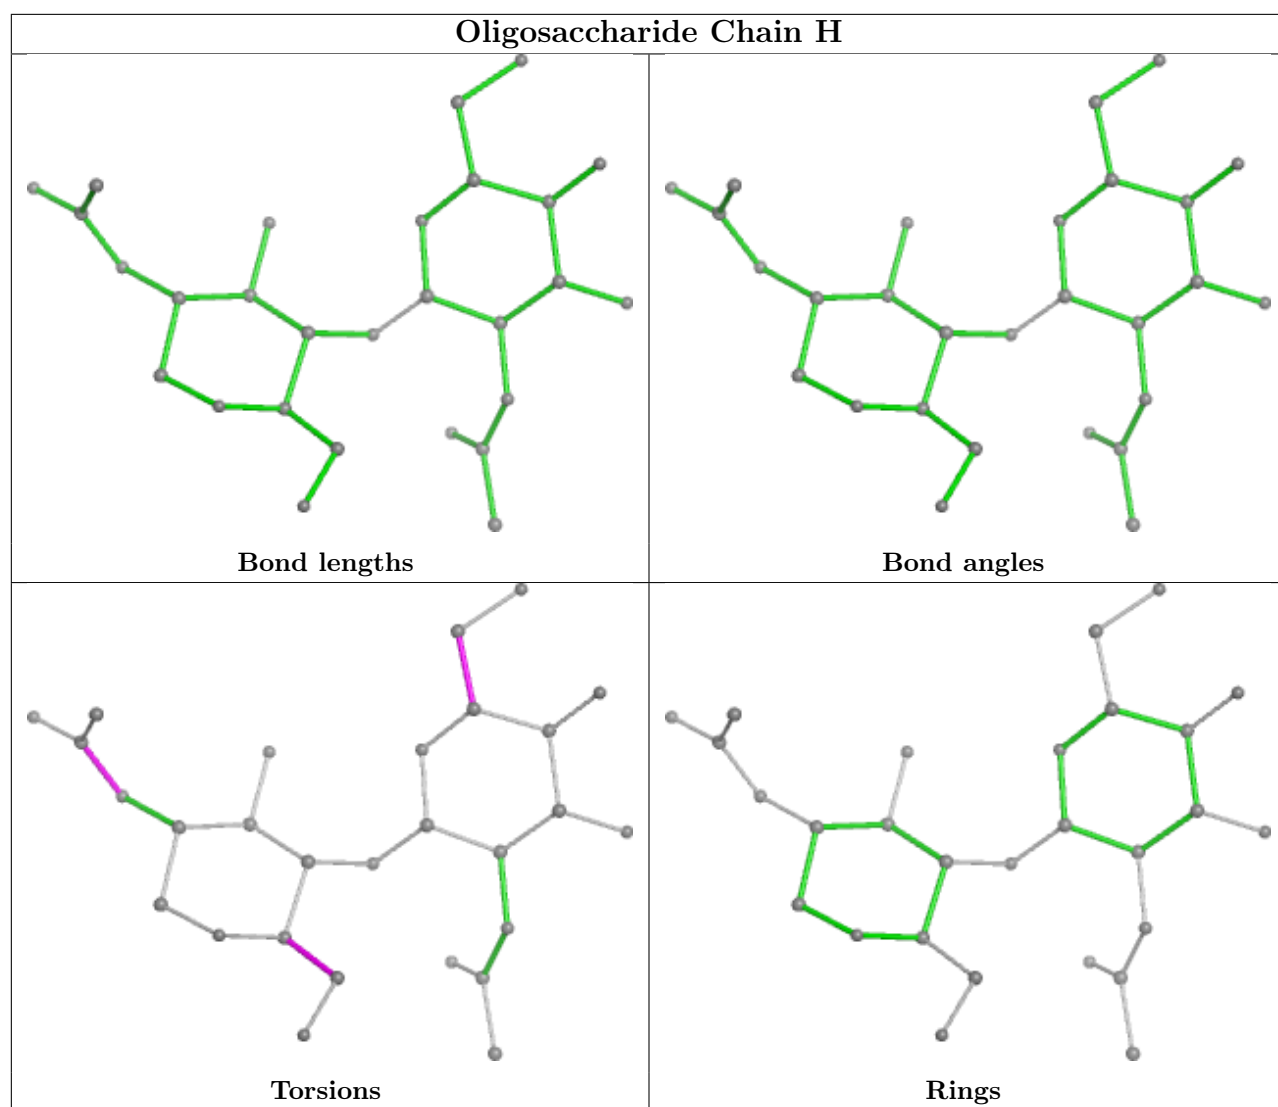 Oligosaccharide Chain H
Bond lengths
Bond angles
Torsions
Rings